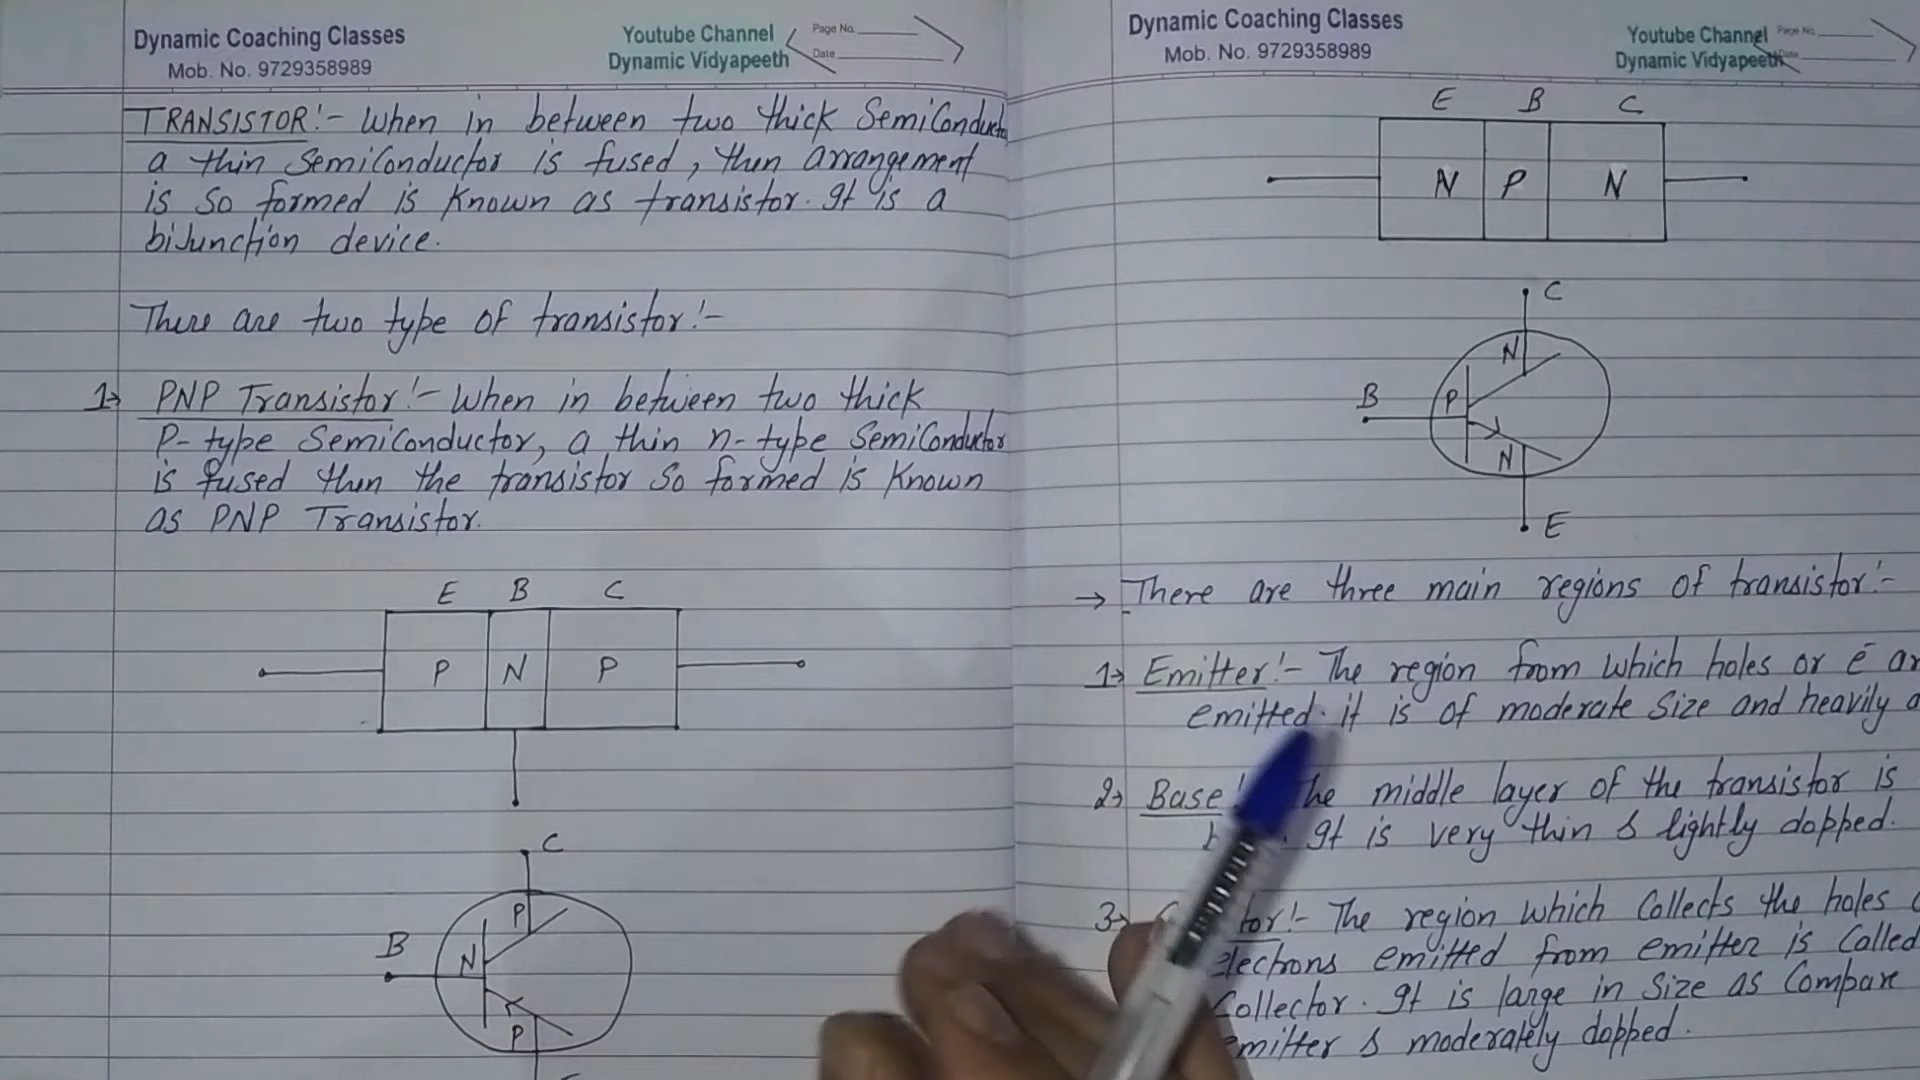 Dynamic Coaching Classes
Mob. No. 9729358989
Youtube Channel
Dynamic Vidyapeeth
Page No.
Date
TRANSISTOR:- When in between two thick SemiConducto
a thin SemiConductor is fused, then arrangement
is so formed is known as transistor. It is a
biJunction device.
There are two type of transistor:-
1→ PNP Transistor:- When in between two thick
P-type SemiConductor, a thin n-type SemiConductor
is fused then the transistor so formed is known
as PNP Transistor.
E B C
P N P
C
P
B
N
P
Dynamic Coaching Classes
Mob. No. 9729358989
Youtube Channel
Dynamic Vidyapeeth
Page No.
Date
E B C
N P N
C
N
B
P
N
E
→ There are three main regions of transistor:-
1→ Emitter:- The region from which holes or ē ar
emitted. it is of moderate size and heavily d
2→ Base:- The middle layer of the transistor is
It is very thin & lightly dopped.
3→ tor:- The region which Collects the holes o
electrons emitted from emitter is Called
Collector. It is large in size as Compare
emitter & moderately dopped.